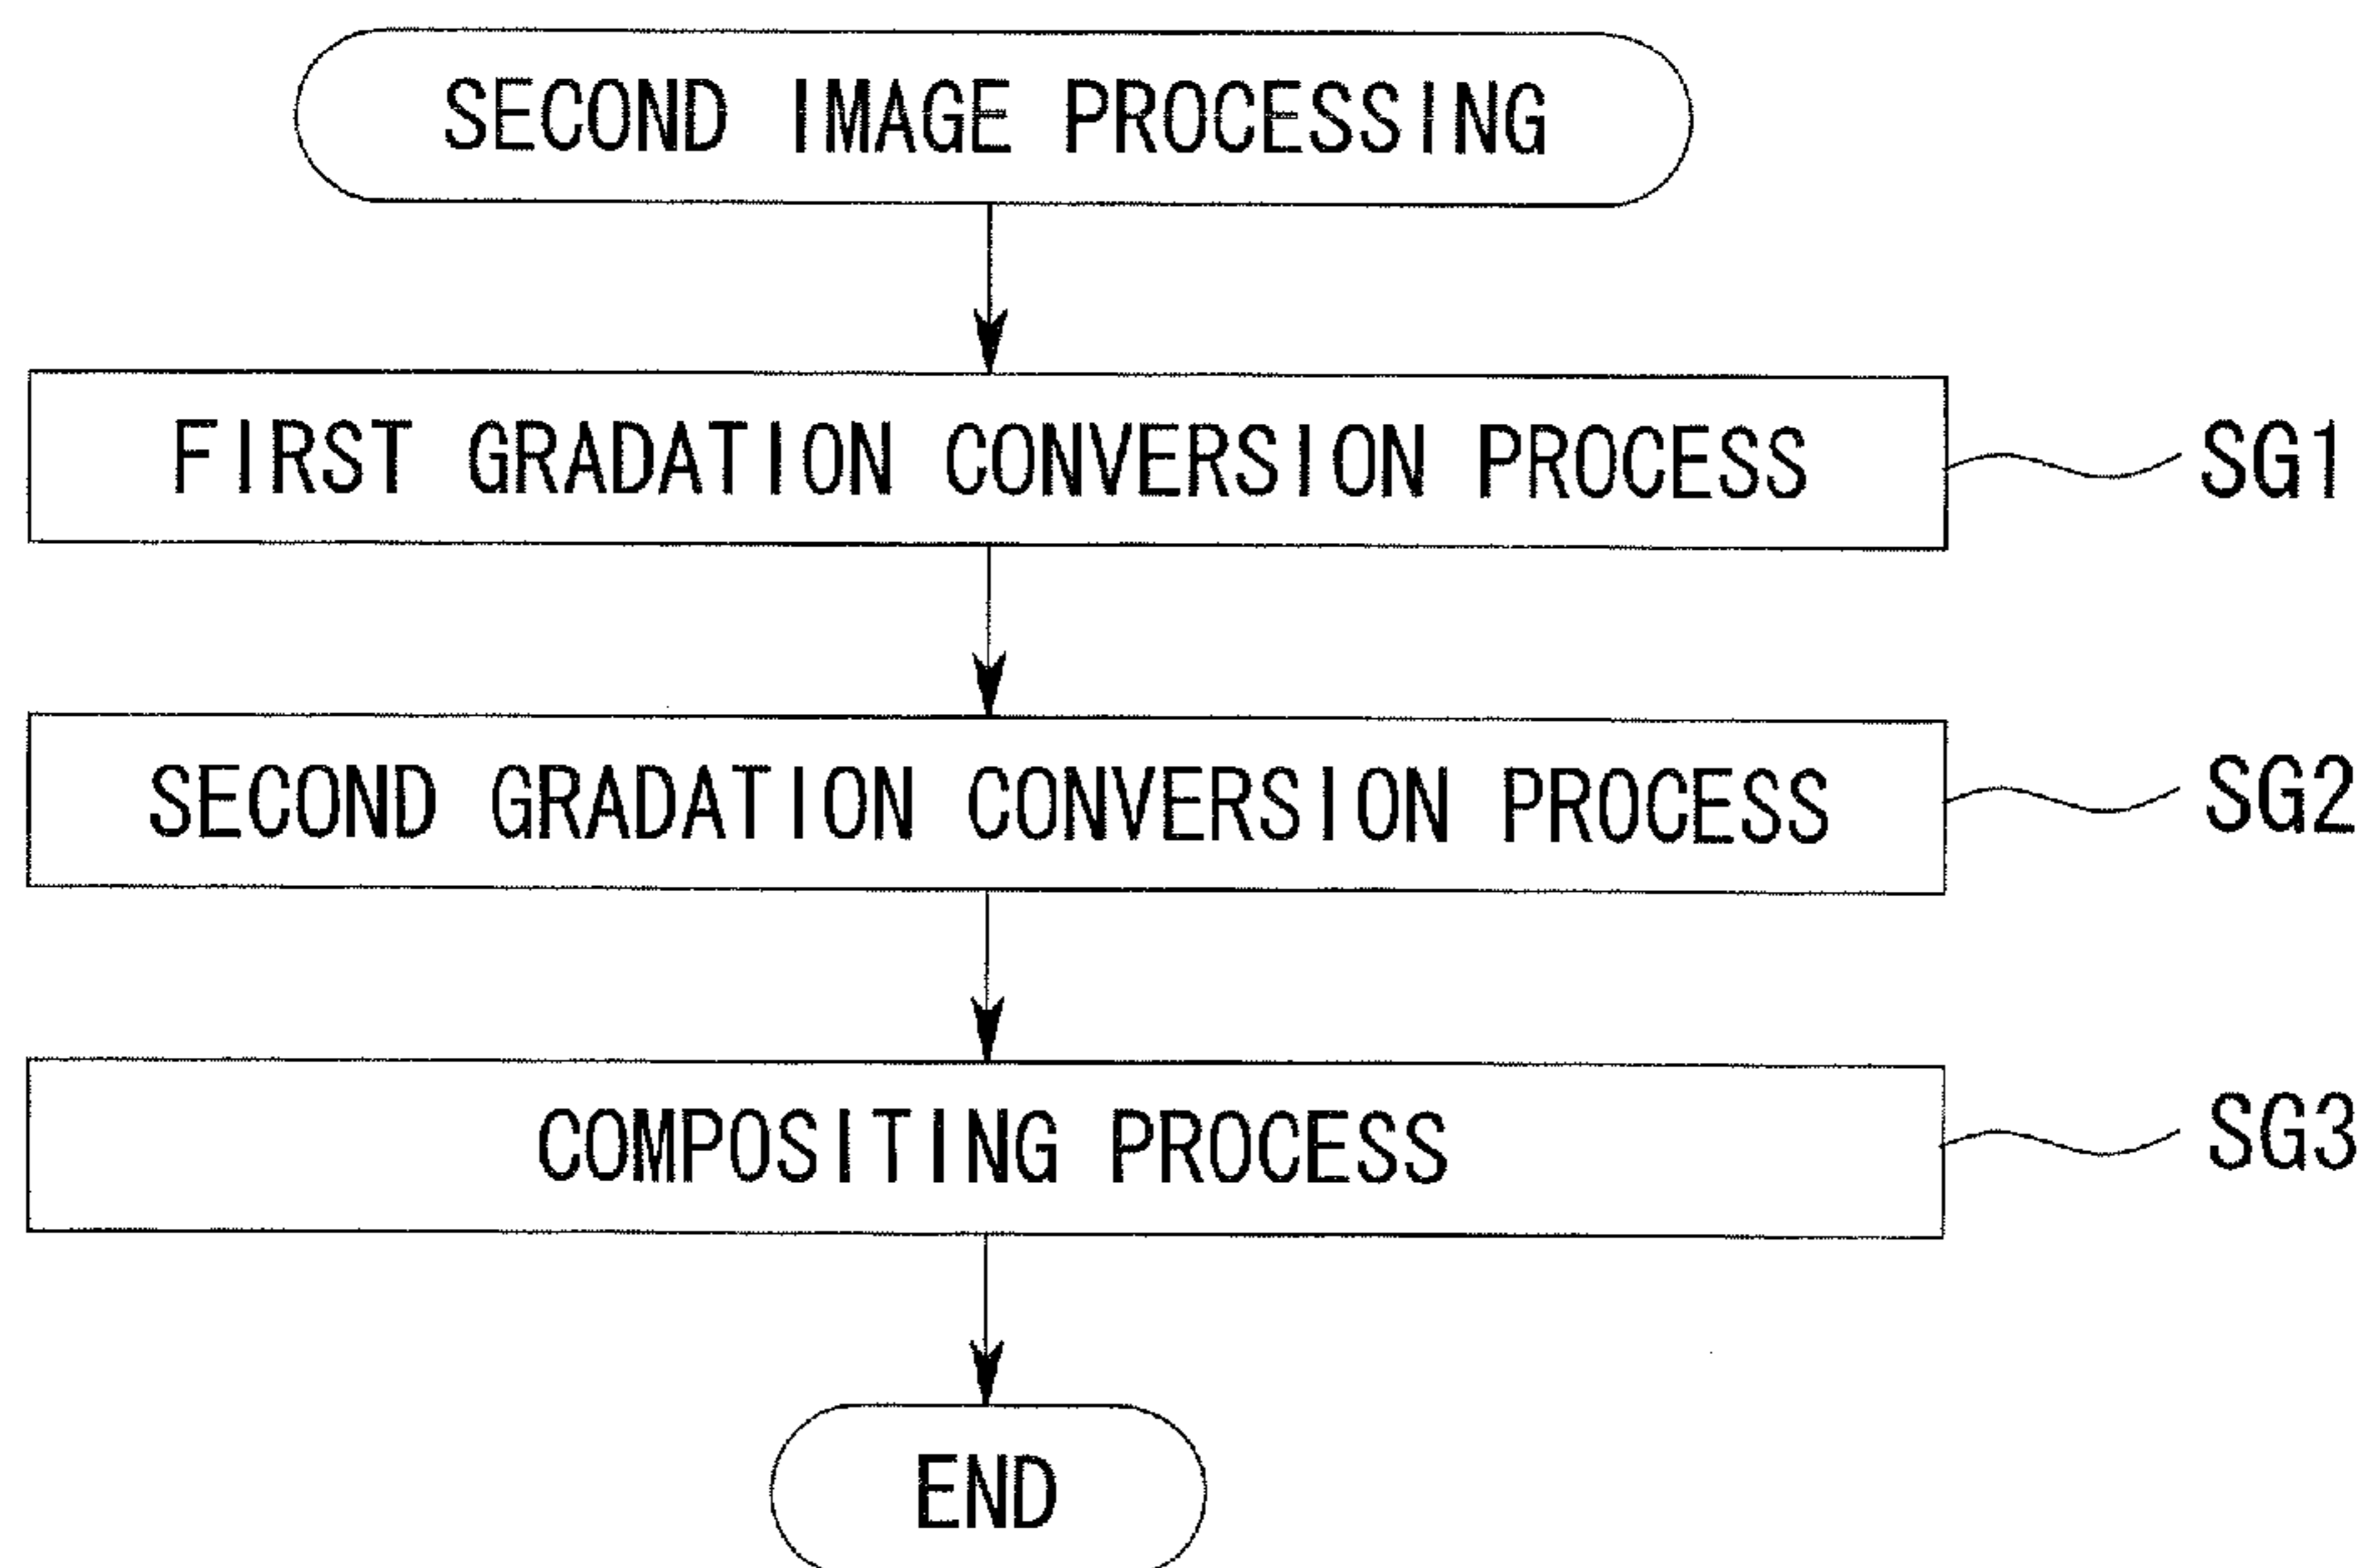 SECOND IMAGE PROCESSING
FIRST GRADATION CONVERSION PROCESS
SG1
SECOND GRADATION CONVERSION PROCESS
SG2
COMPOSITING PROCESS
SG3
END